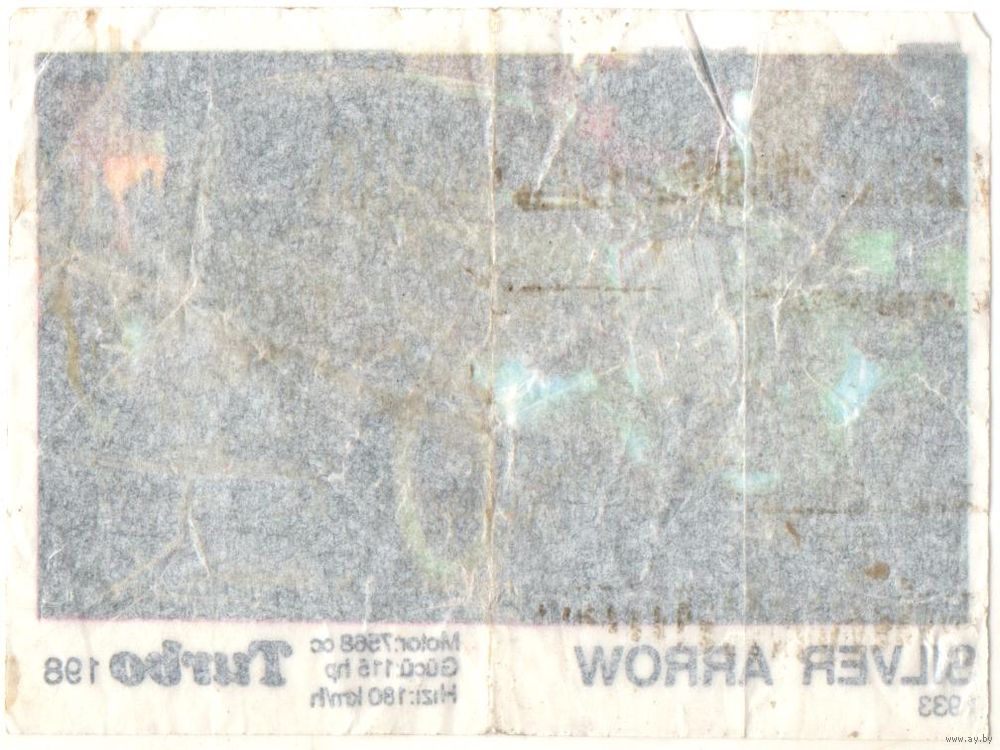 SILVER ARROW
1933
Motor:7568 cc
Gücü:115 hp
Hızı:180 km/h
Turbo 198
www.ay.by